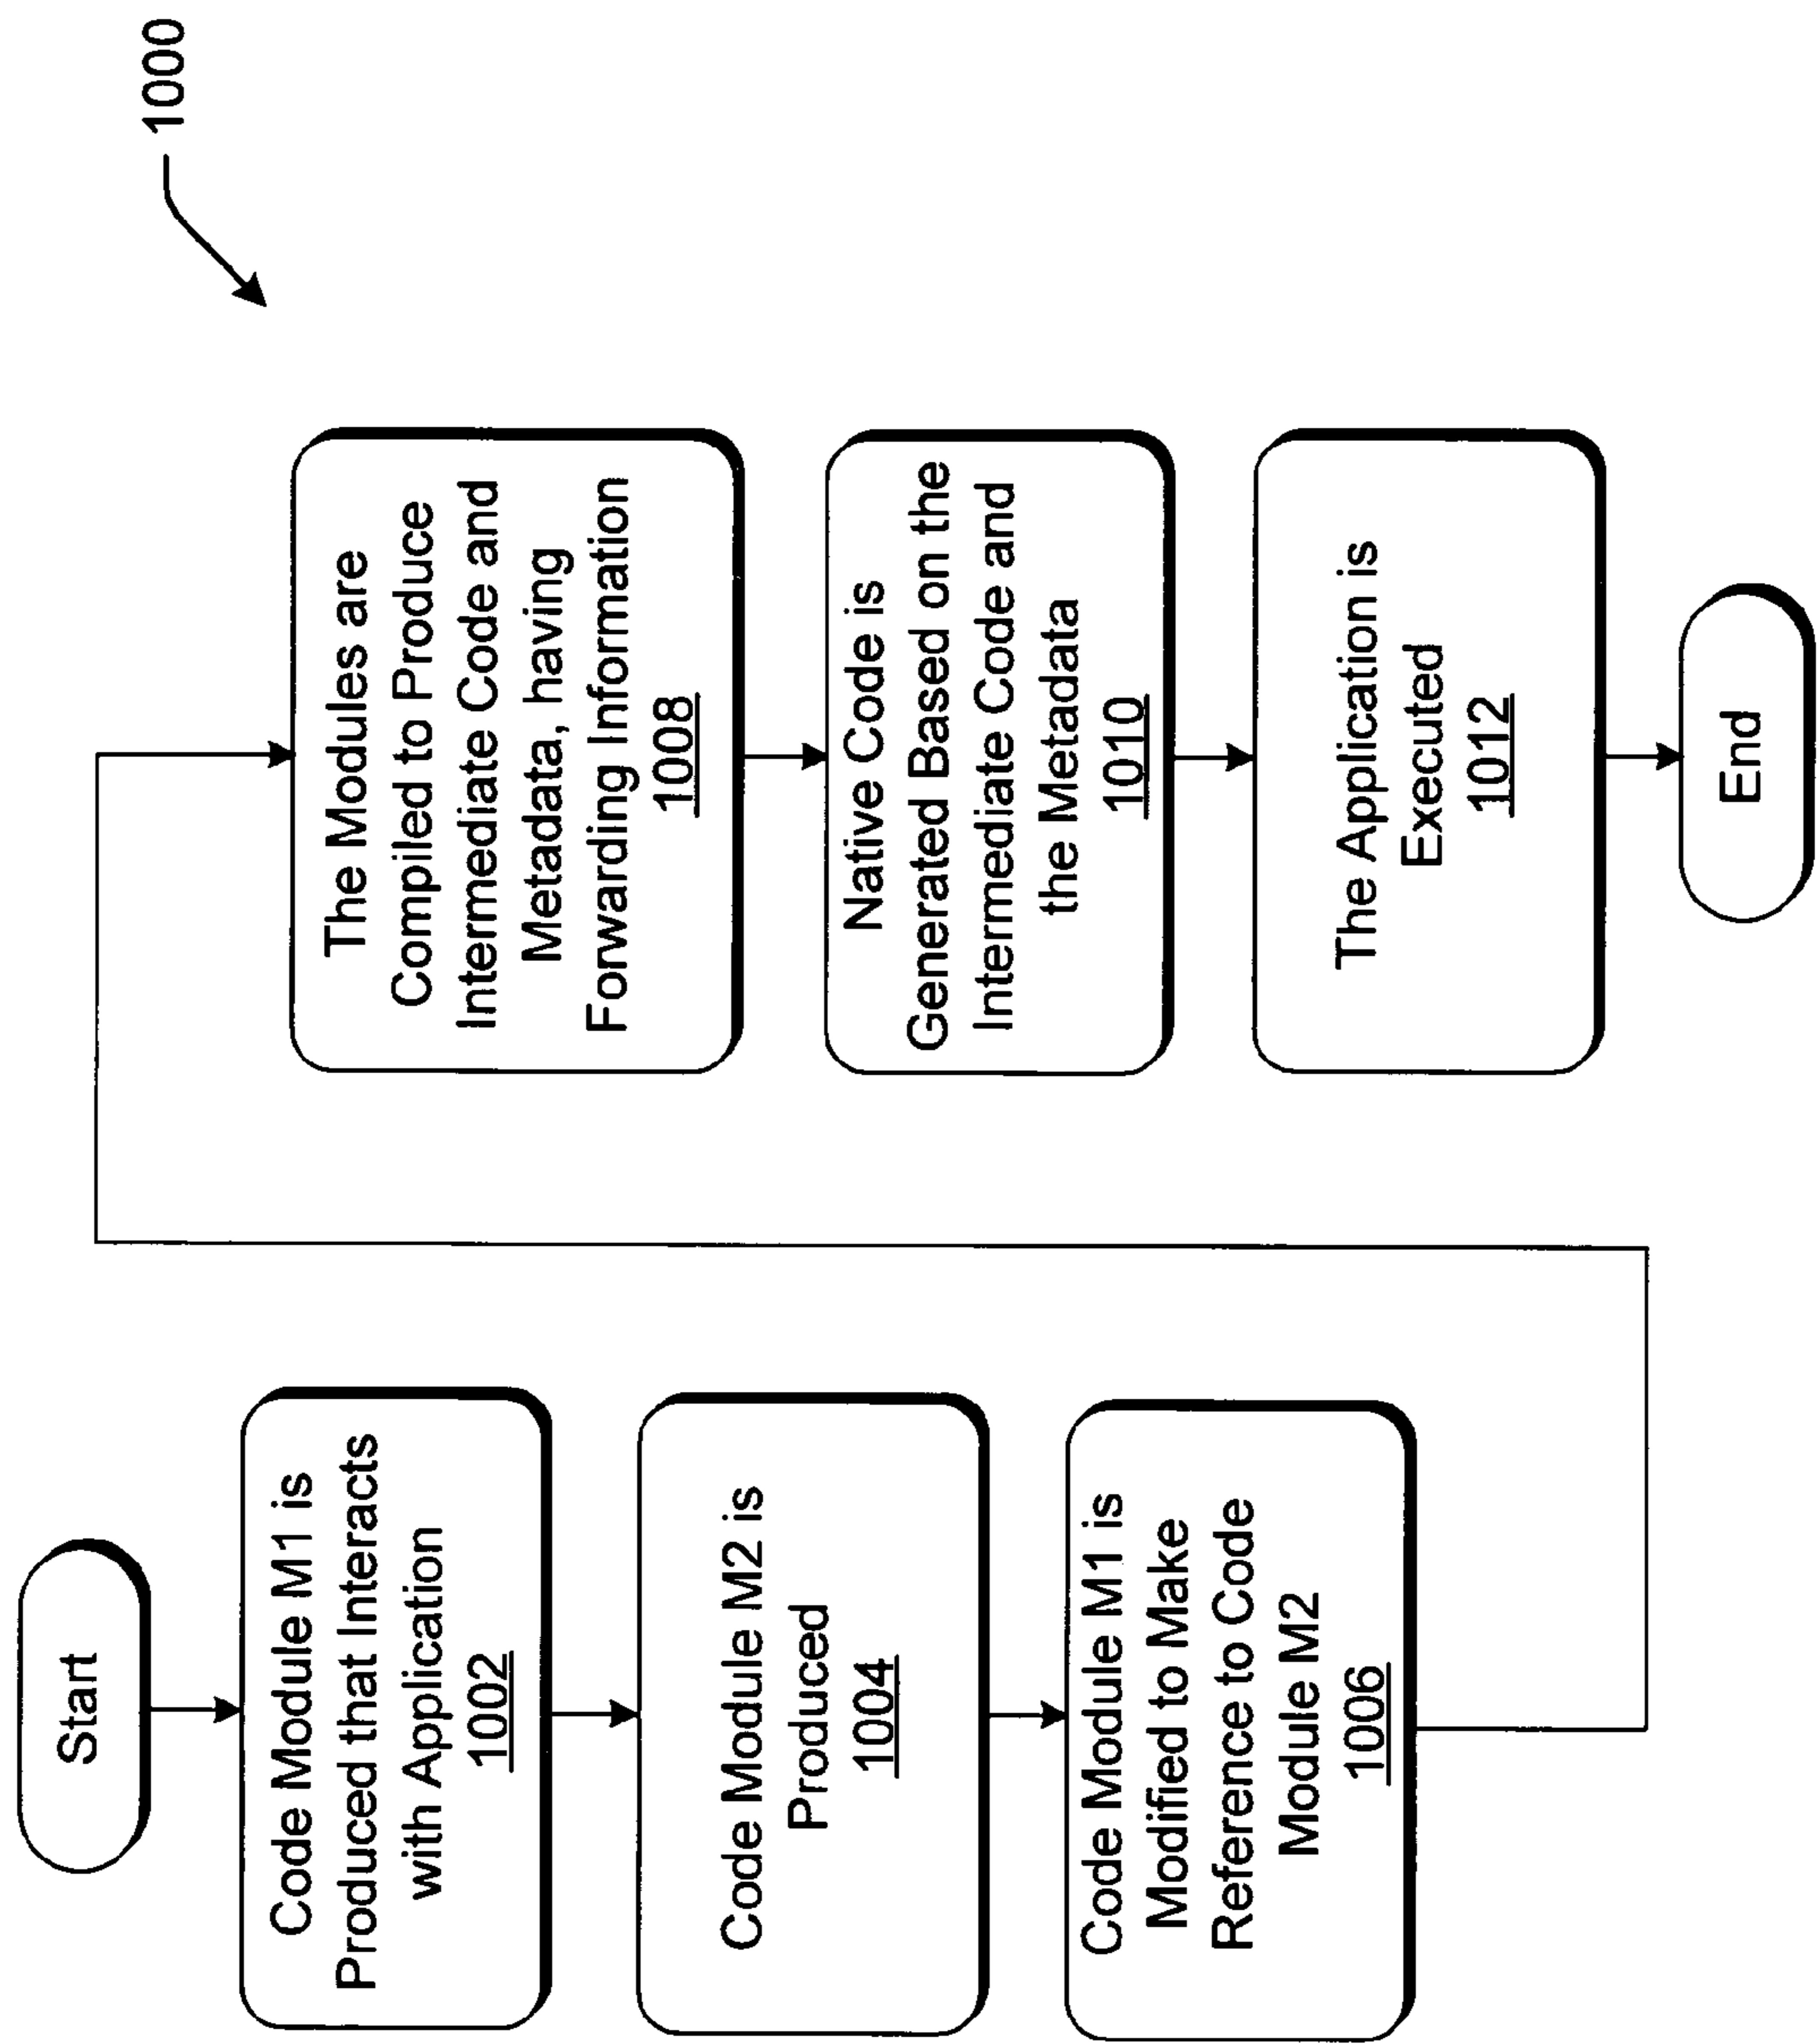 1000
Start
Code Module M1 is
Produced that Interacts
with Application
1002
Code Module M2 is
Produced
1004
Code Module M1 is
Modified to Make
Reference to Code
Module M2
1006
The Modules are
Compiled to Produce
Intermediate Code and
Metadata, having
Forwarding Information
1008
Native Code is
Generated Based on the
Intermediate Code and
the Metadata
1010
The Application is
Executed
1012
End